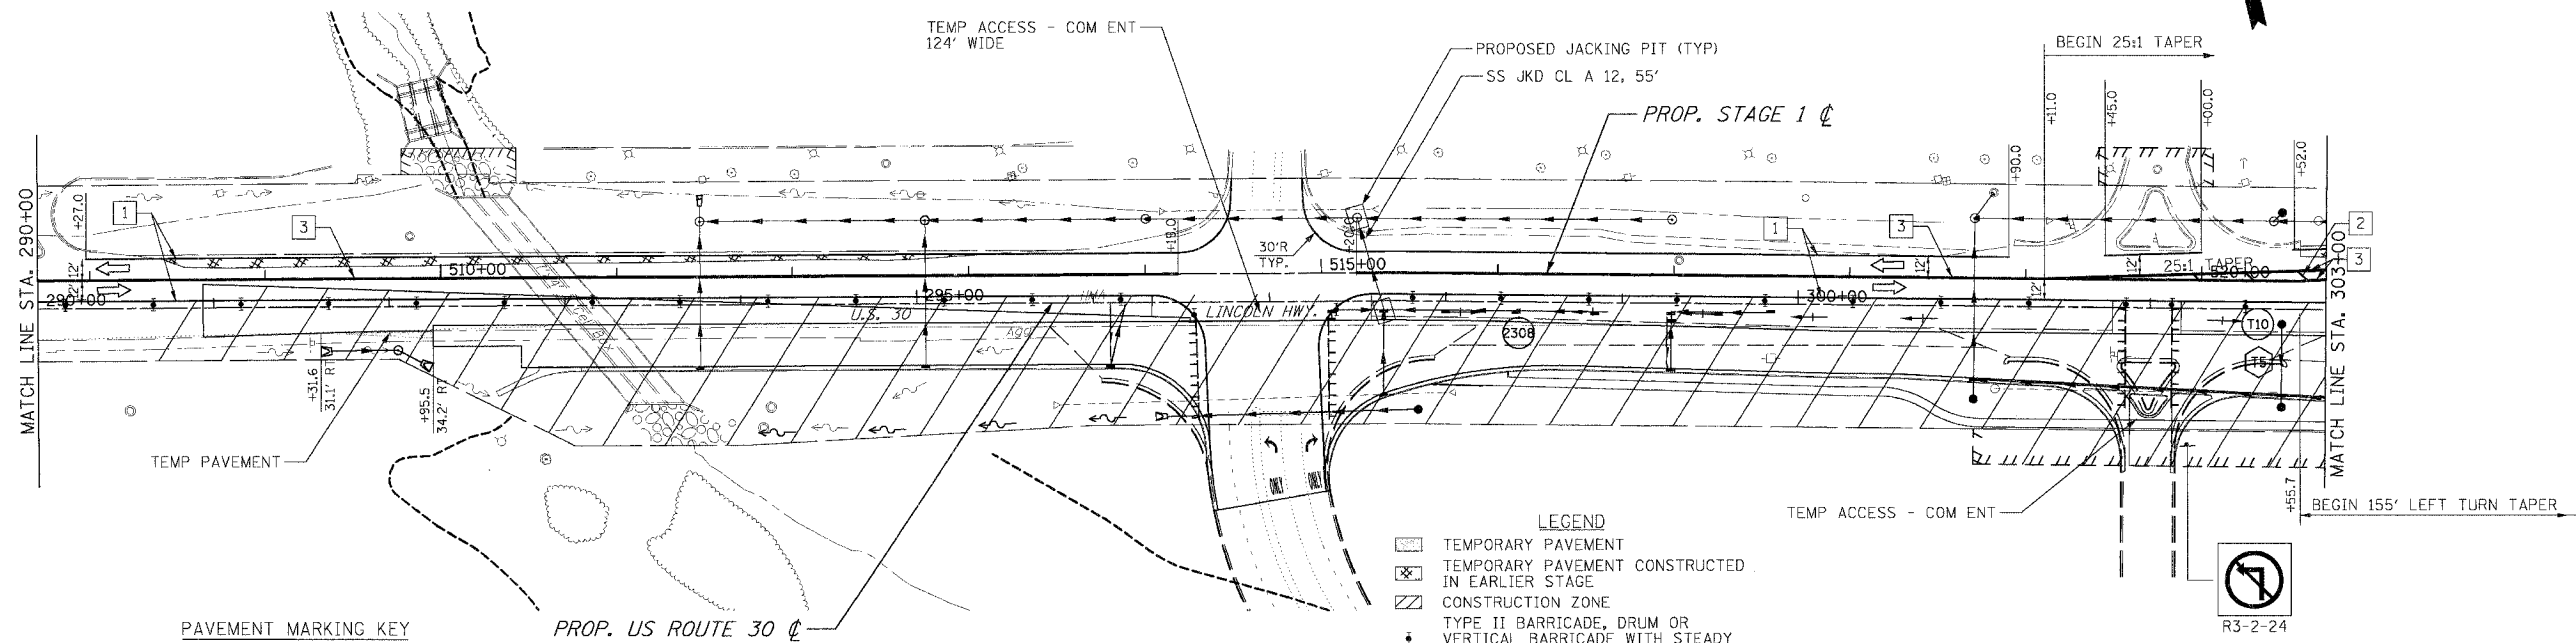 TEMP ACCESS - COM ENT
124' WIDE
PROPOSED JACKING PIT (TYP)
SS JKD CL A 12, 55'
PROP. STAGE 1 ℄
BEGIN 25:1 TAPER
+11.0
+45.0
+00.0
+90.0
+52.0
MATCH LINE STA. 290+00
+27.0
1
3
12'
12'
290+00
510+00
295+00
U.S. 30
Agg
+19.0
30'R
TYP.
+20.0
515+00
LINCOLN HWY.
1
3
12'
12'
300+00
12'
25:1 TAPER
520+00
2
3
MATCH LINE STA. 303+00
2308
T10
T5
+31.6
31.1' RT
+95.5
34.2' RT
TEMP PAVEMENT
+55.7
BEGIN 155' LEFT TURN TAPER
TEMP ACCESS - COM ENT
R3-2-24
LEGEND
TEMPORARY PAVEMENT
TEMPORARY PAVEMENT CONSTRUCTED
IN EARLIER STAGE
CONSTRUCTION ZONE
TYPE II BARRICADE, DRUM OR
VERTICAL BARRICADE WITH STEADY
PAVEMENT MARKING KEY
PROP. US ROUTE 30 ℄